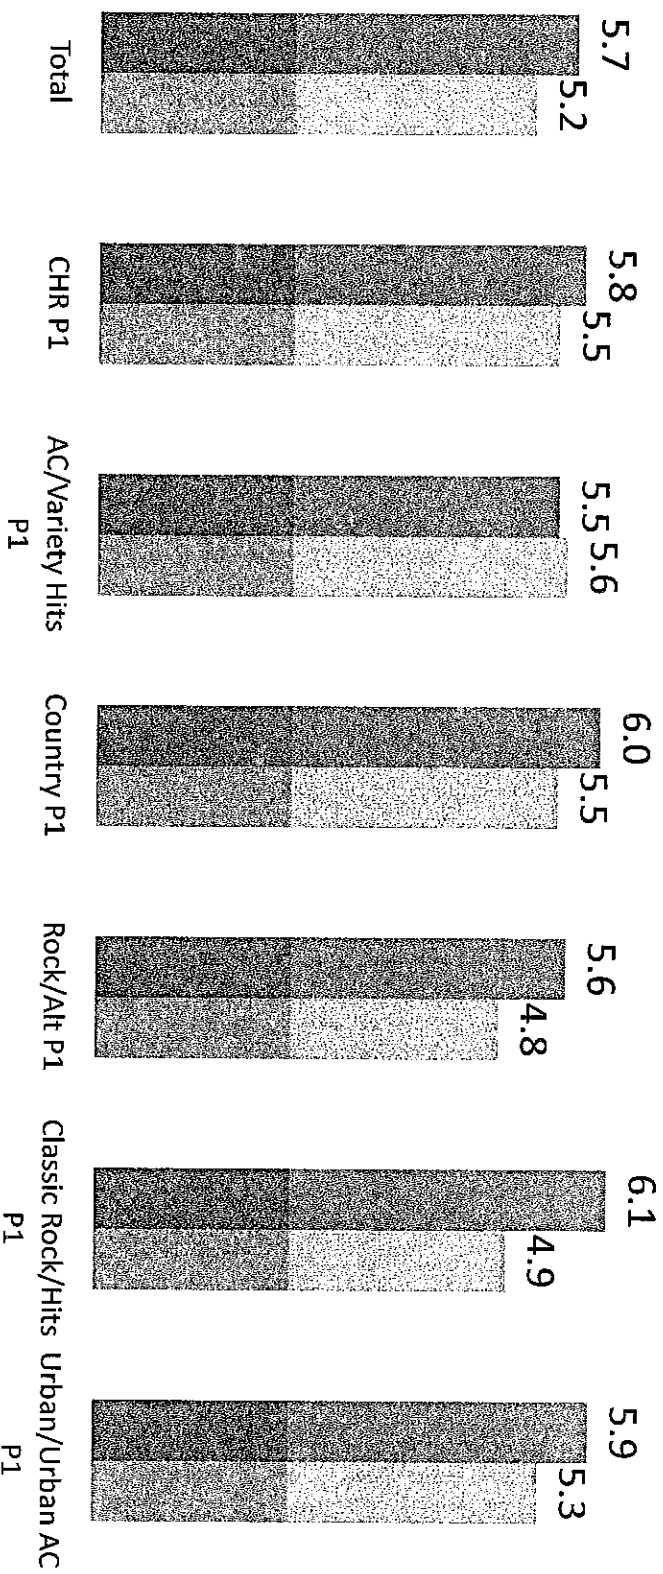 5.7
5.2
5.8
5.5
5.5
5.6
6.0
5.5
5.6
4.8
6.1
4.9
5.9
5.3
Total
CHR P1
AC/Variety Hits
P1
Country P1
Rock/Alt P1
Classic Rock/Hits
P1
Urban/Urban AC
P1